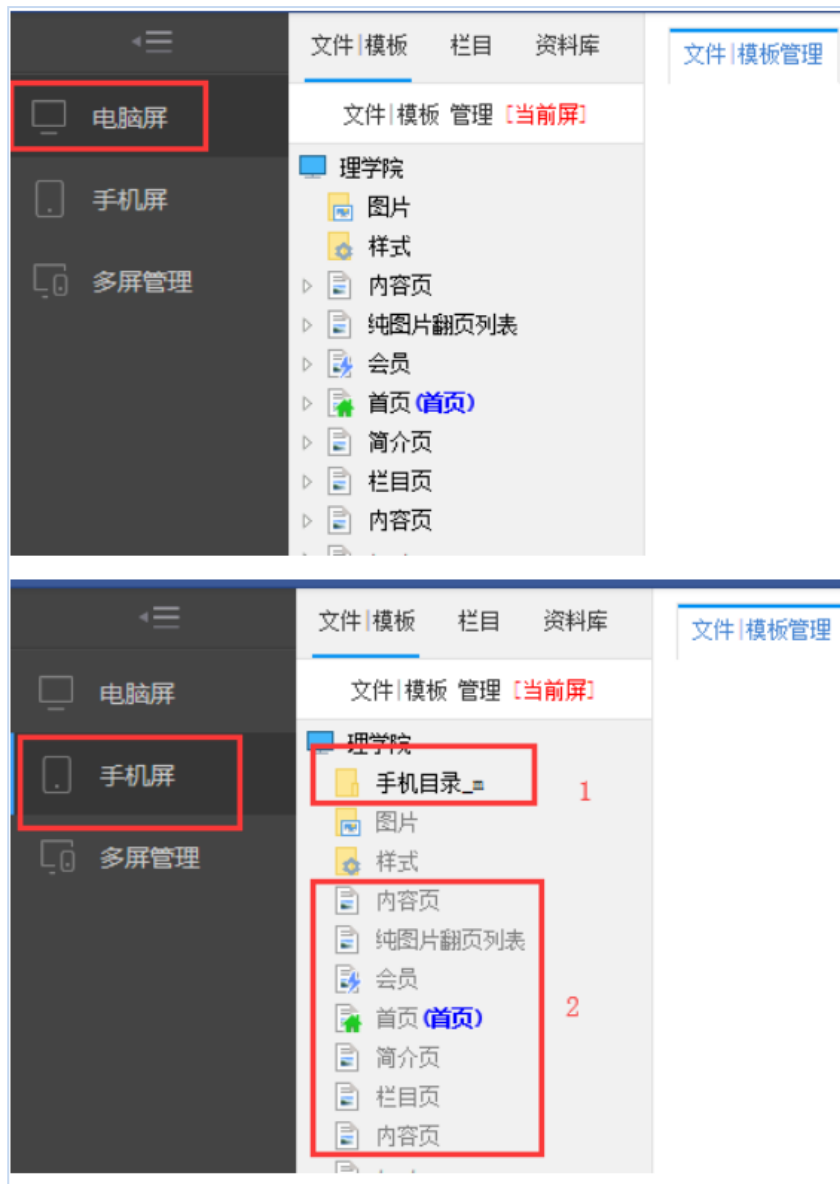 文件|模板 栏目 资料库 文件|模板管理
电脑屏
文件|模板 管理 [当前屏]
理学院
手机屏
图片
样式
多屏管理
内容页
纯图片翻页列表
会员
首页(首页)
简介页
栏目页
内容页
文件|模板 栏目 资料库 文件|模板管理
电脑屏
文件|模板 管理 [当前屏]
理学院
手机屏
手机目录_m
1
图片
多屏管理
样式
内容页
纯图片翻页列表
会员
首页(首页)
2
简介页
栏目页
内容页